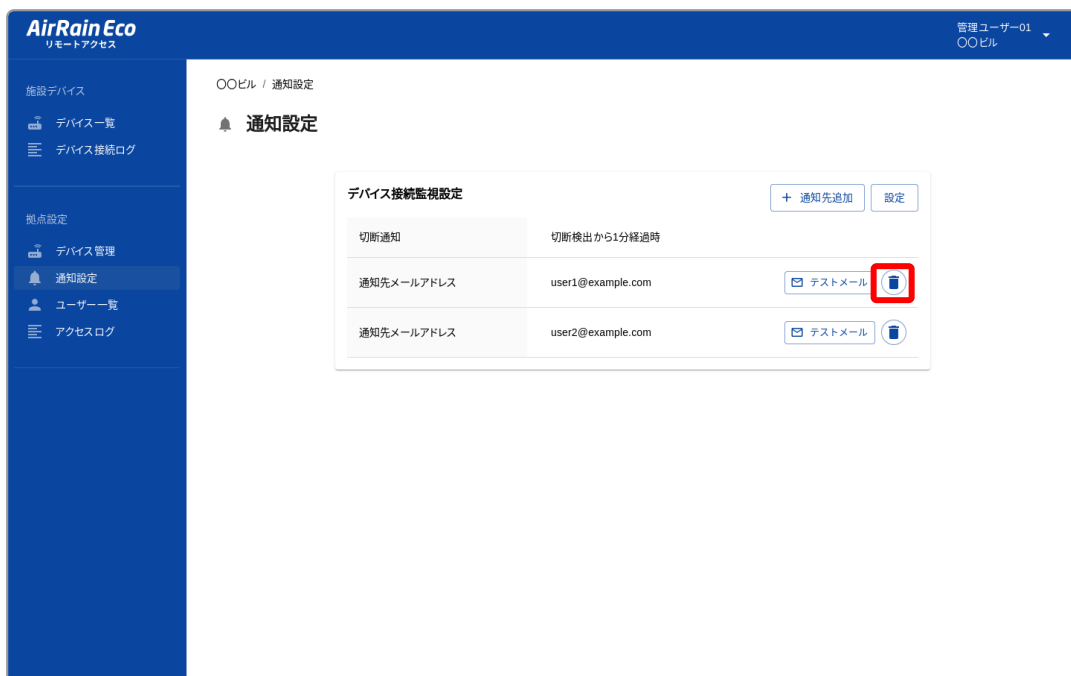 AirRain Eco
リモートアクセス
管理ユーザー01
〇〇ビル
施設デバイス
デバイス一覧
デバイス接続ログ
拠点設定
デバイス管理
通知設定
ユーザー一覧
アクセスログ
〇〇ビル / 通知設定
通知設定
デバイス接続監視設定
+ 通知先追加
設定
切断通知 切断検出から1分経過時
通知先メールアドレス user1@example.com テストメール
通知先メールアドレス user2@example.com テストメール